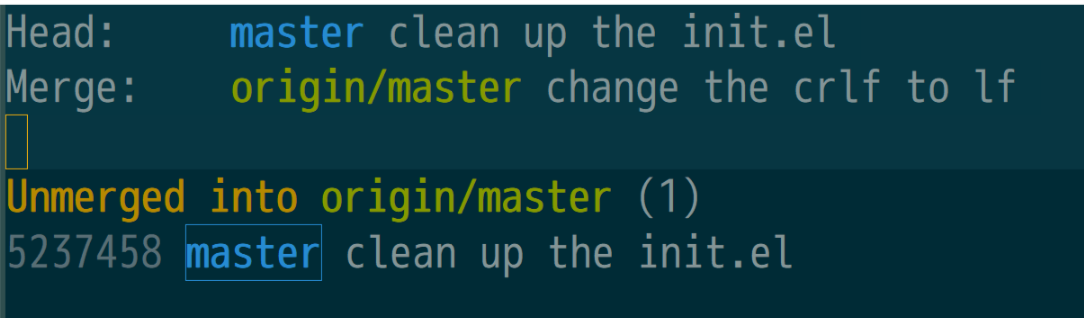 Head: master clean up the init.el
Merge: origin/master change the crlf to lf
Unmerged into origin/master (1)
5237458 master clean up the init.el